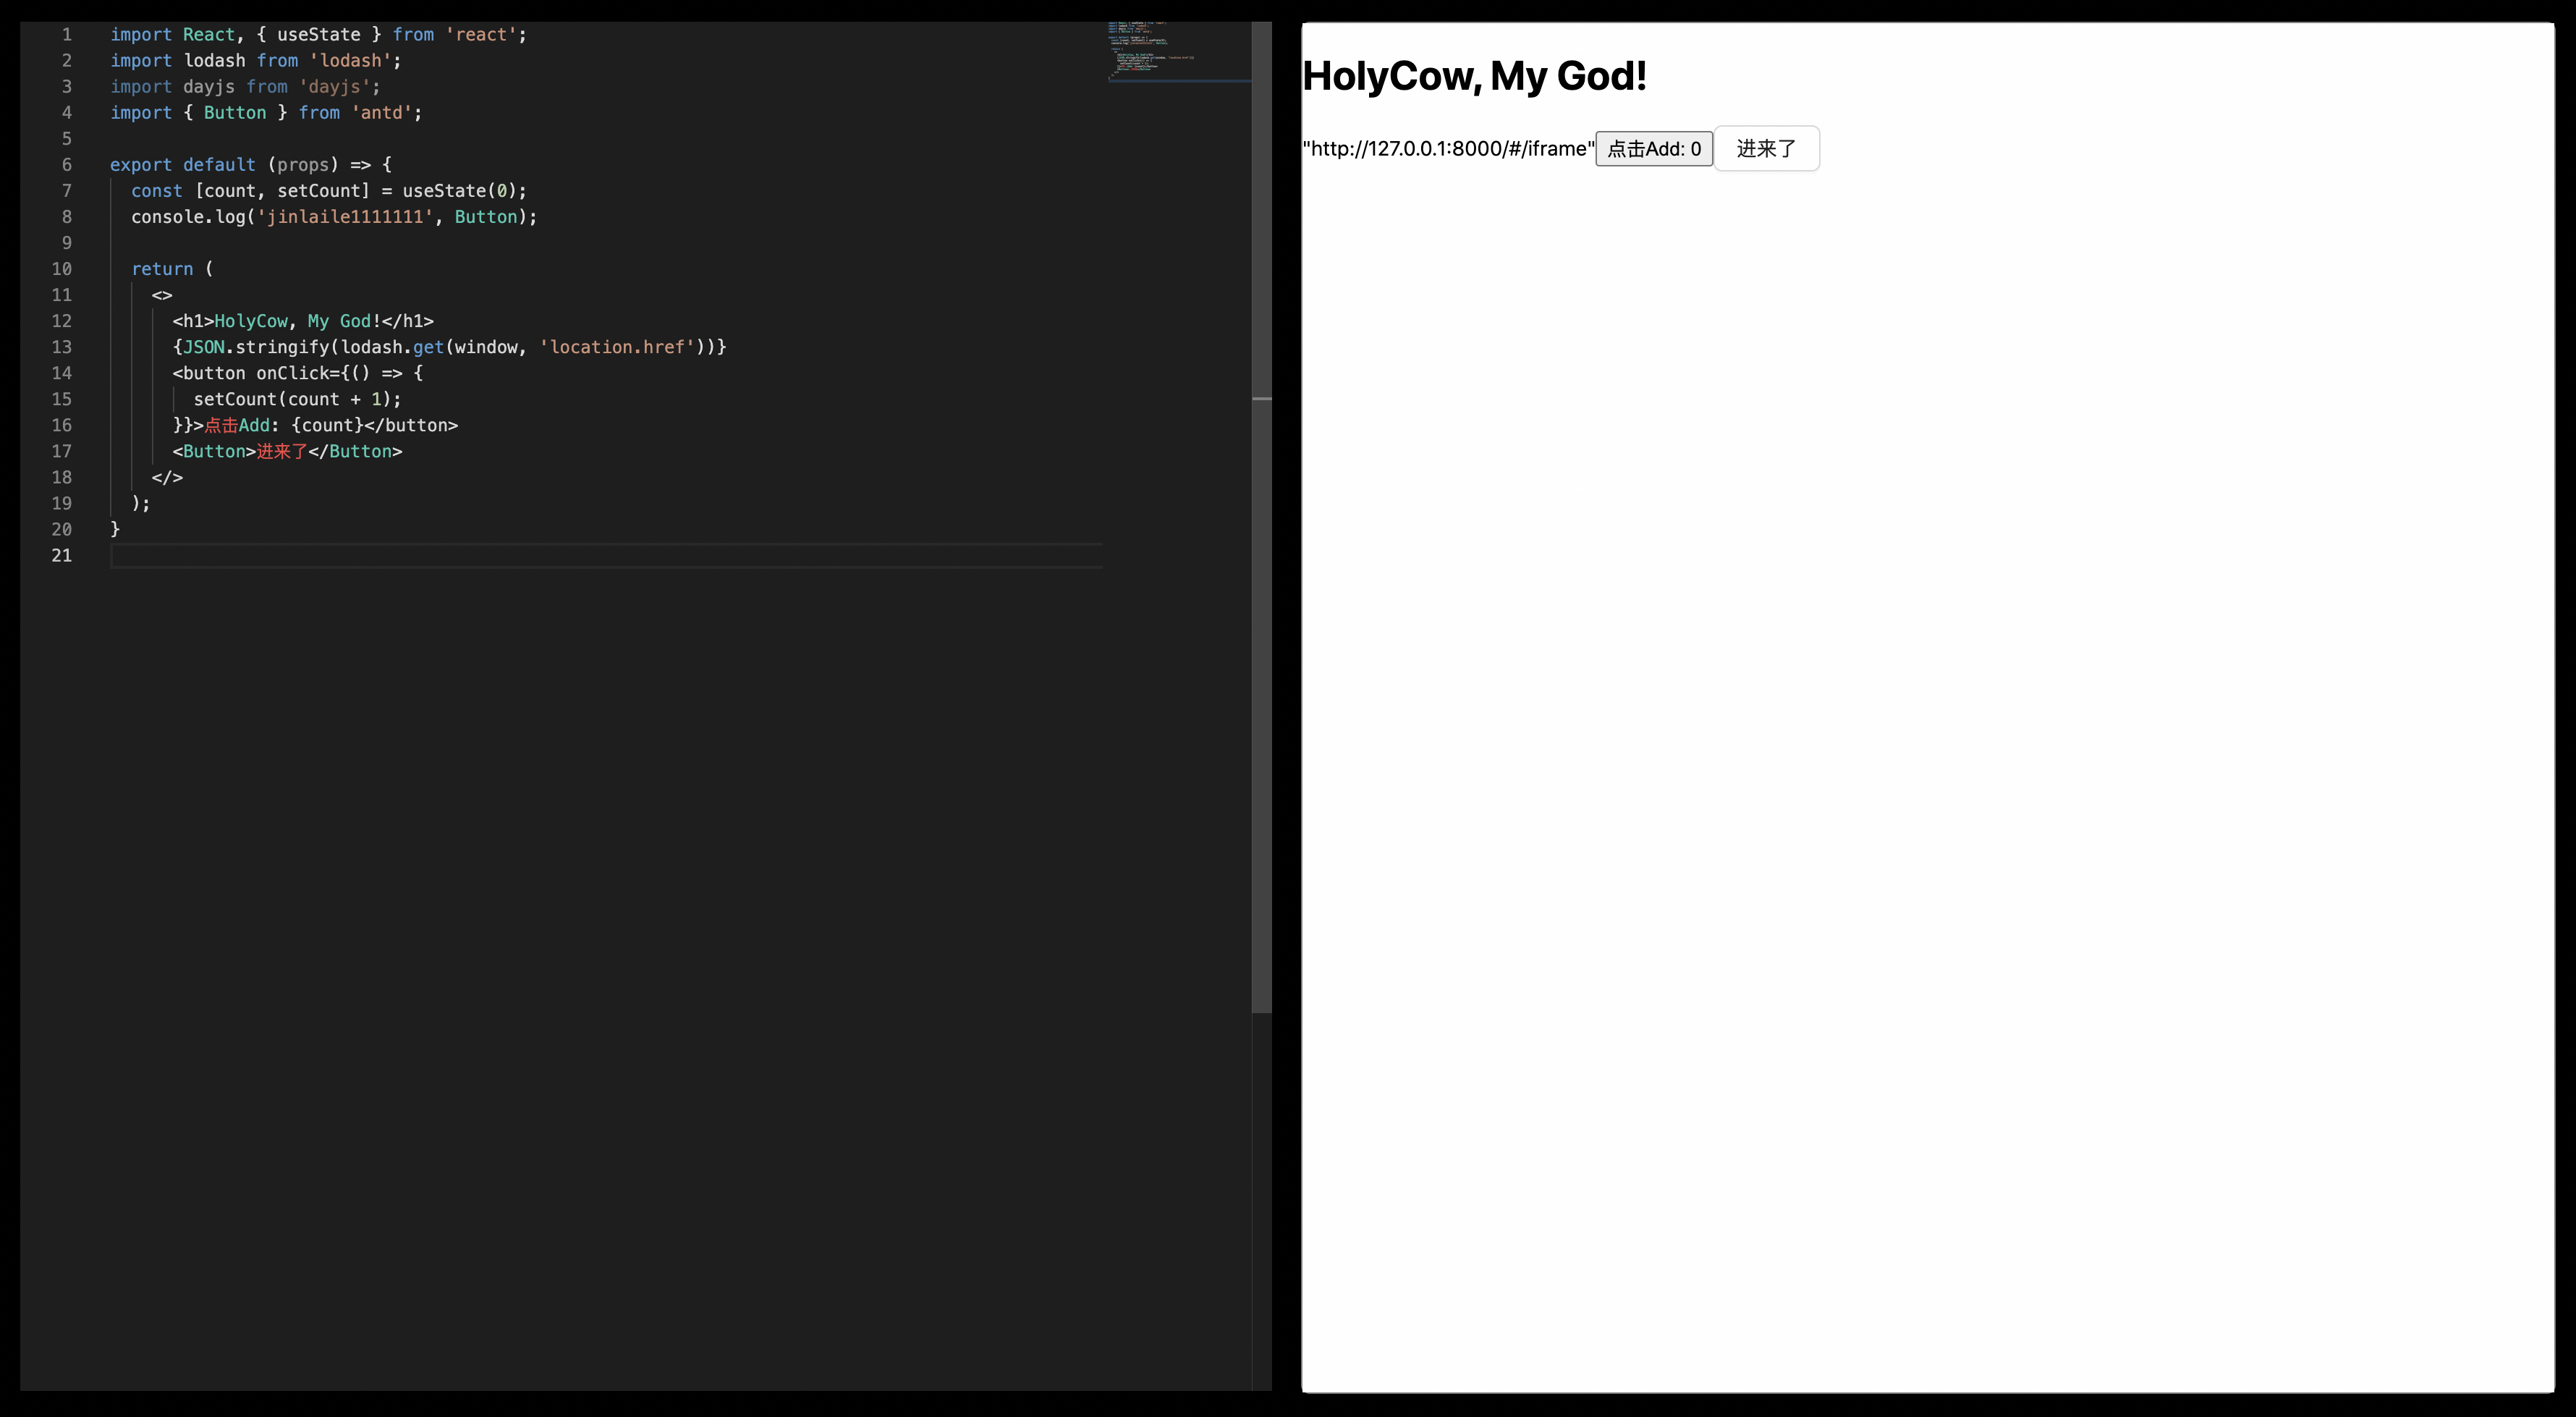 1 import React, { useState } from 'react';
2 import lodash from 'lodash';
3 import dayjs from 'dayjs';
4 import { Button } from 'antd';
5
6 export default (props) => {
7   const [count, setCount] = useState(0);
8   console.log('jinlaile1111111', Button);
9
10   return (
11     <>
12       <h1>HolyCow, My God!</h1>
13       {JSON.stringify(lodash.get(window, 'location.href'))}
14       <button onClick={() => {
15         setCount(count + 1);
16       }}>点击Add: {count}</button>
17       <Button>进来了</Button>
18     </>
19   );
20 }
21
HolyCow, My God!
"http://127.0.0.1:8000/#/iframe" 点击Add: 0 进来了